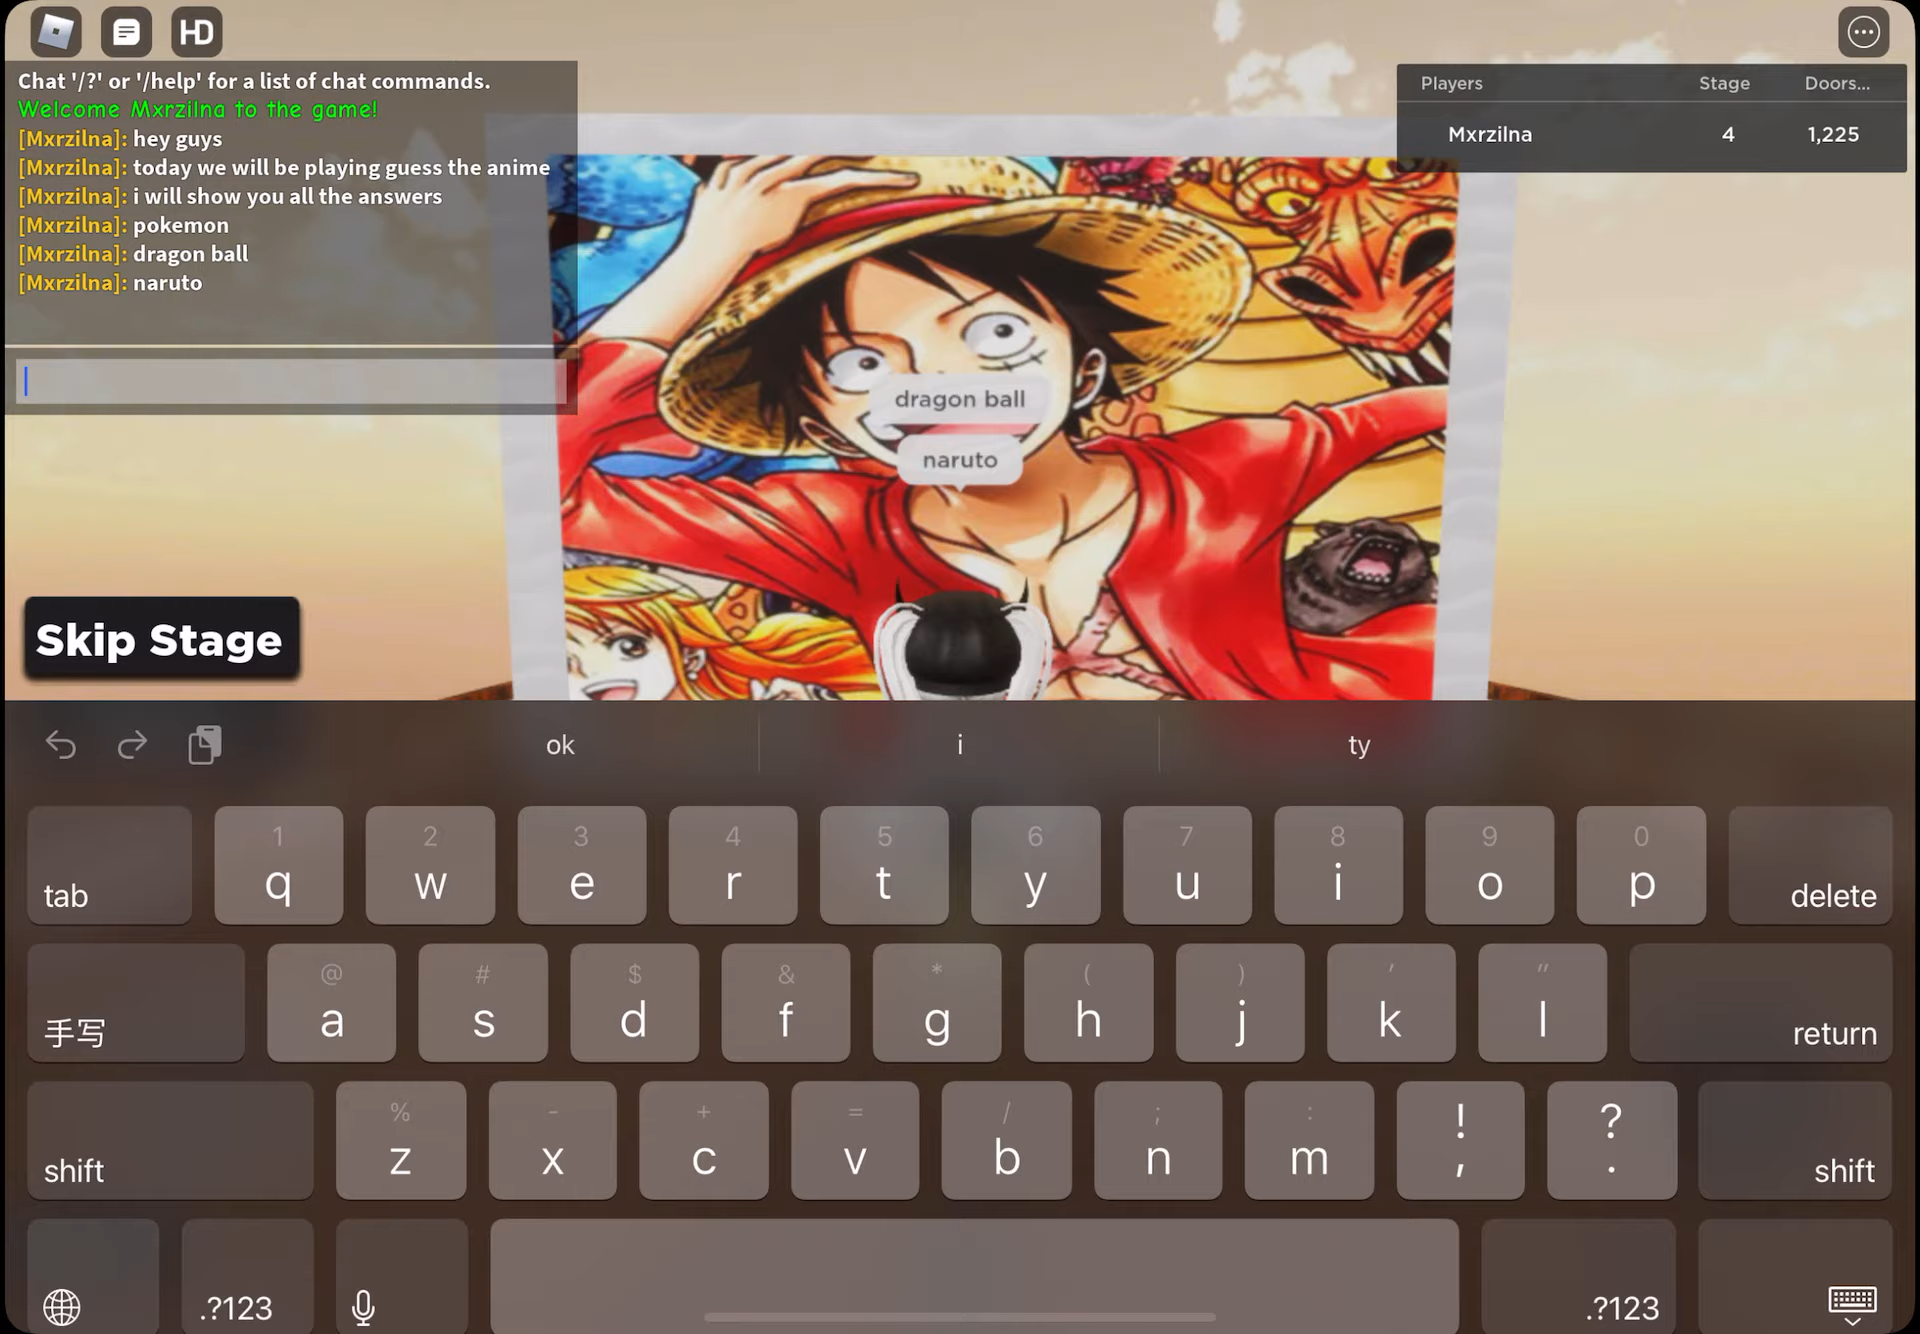 HD
Chat '/?' or '/help' for a list of chat commands.
Welcome Mxrzilna to the game!
[Mxrzilna]: hey guys
[Mxrzilna]: today we will be playing guess the anime
[Mxrzilna]: i will show you all the answers
[Mxrzilna]: pokemon
[Mxrzilna]: dragon ball
[Mxrzilna]: naruto
Players Stage Doors...
Mxrzilna 4 1,225
dragon ball
naruto
Skip Stage
ok i ty
1 2 3 4 5 6 7 8 9 0
tab q w e r t y u i o p delete
@ # $ & * ( ) ' "
手写 a s d f g h j k l return
% - + = / ; : ! ?
shift z x c v b n m , . shift
.?123 .?123